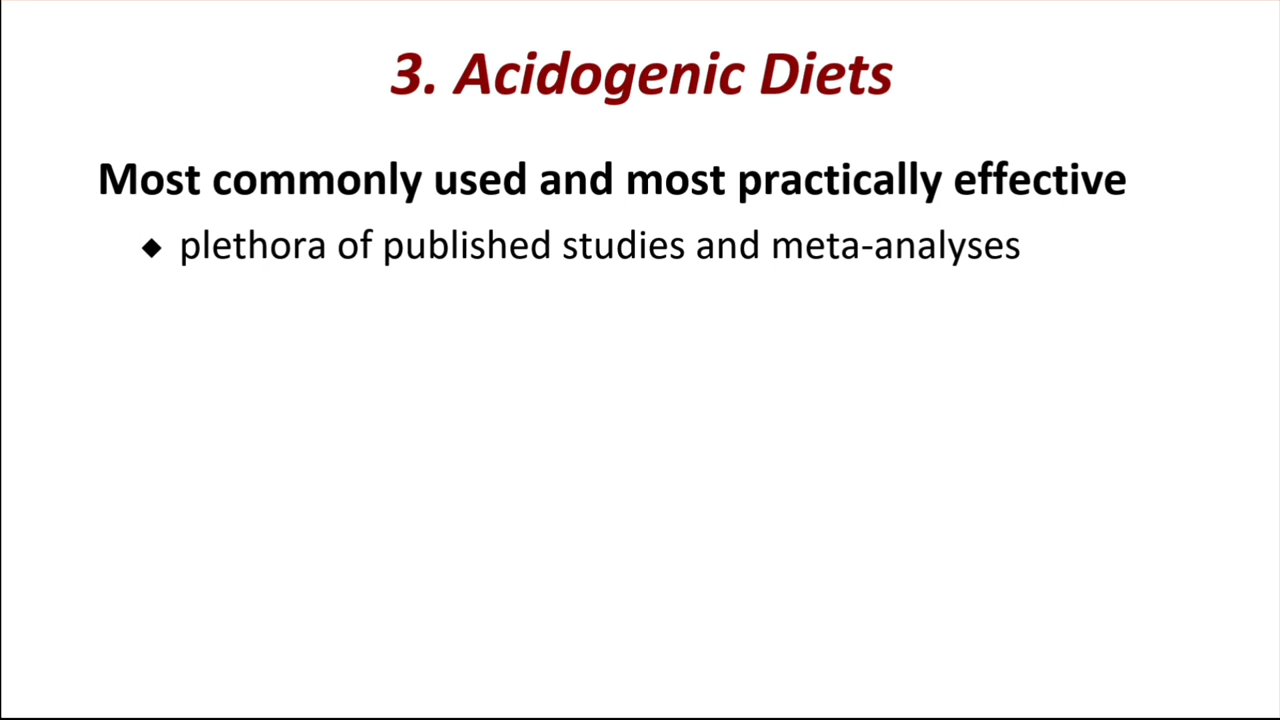 3. Acidogenic Diets
Most commonly used and most practically effective
◆ plethora of published studies and meta-analyses